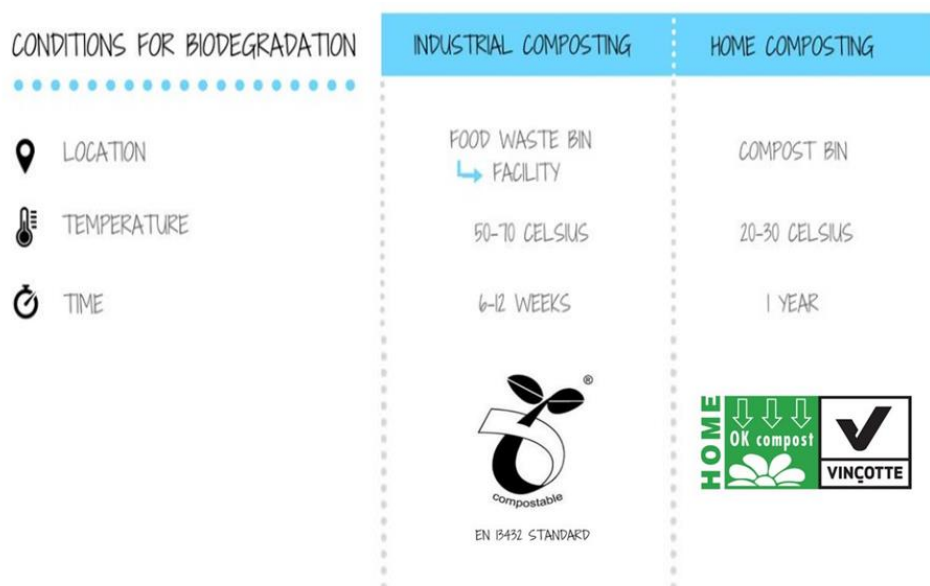 CONDITIONS FOR BIODEGRADATION
INDUSTRIAL COMPOSTING
HOME COMPOSTING
LOCATION
FOOD WASTE BIN
FACILITY
COMPOST BIN
TEMPERATURE
50-70 CELSIUS
20-30 CELSIUS
TIME
6-12 WEEKS
1 YEAR
®
compostable
EN 13432 STANDARD
HOME
OK compost
VINÇOTTE